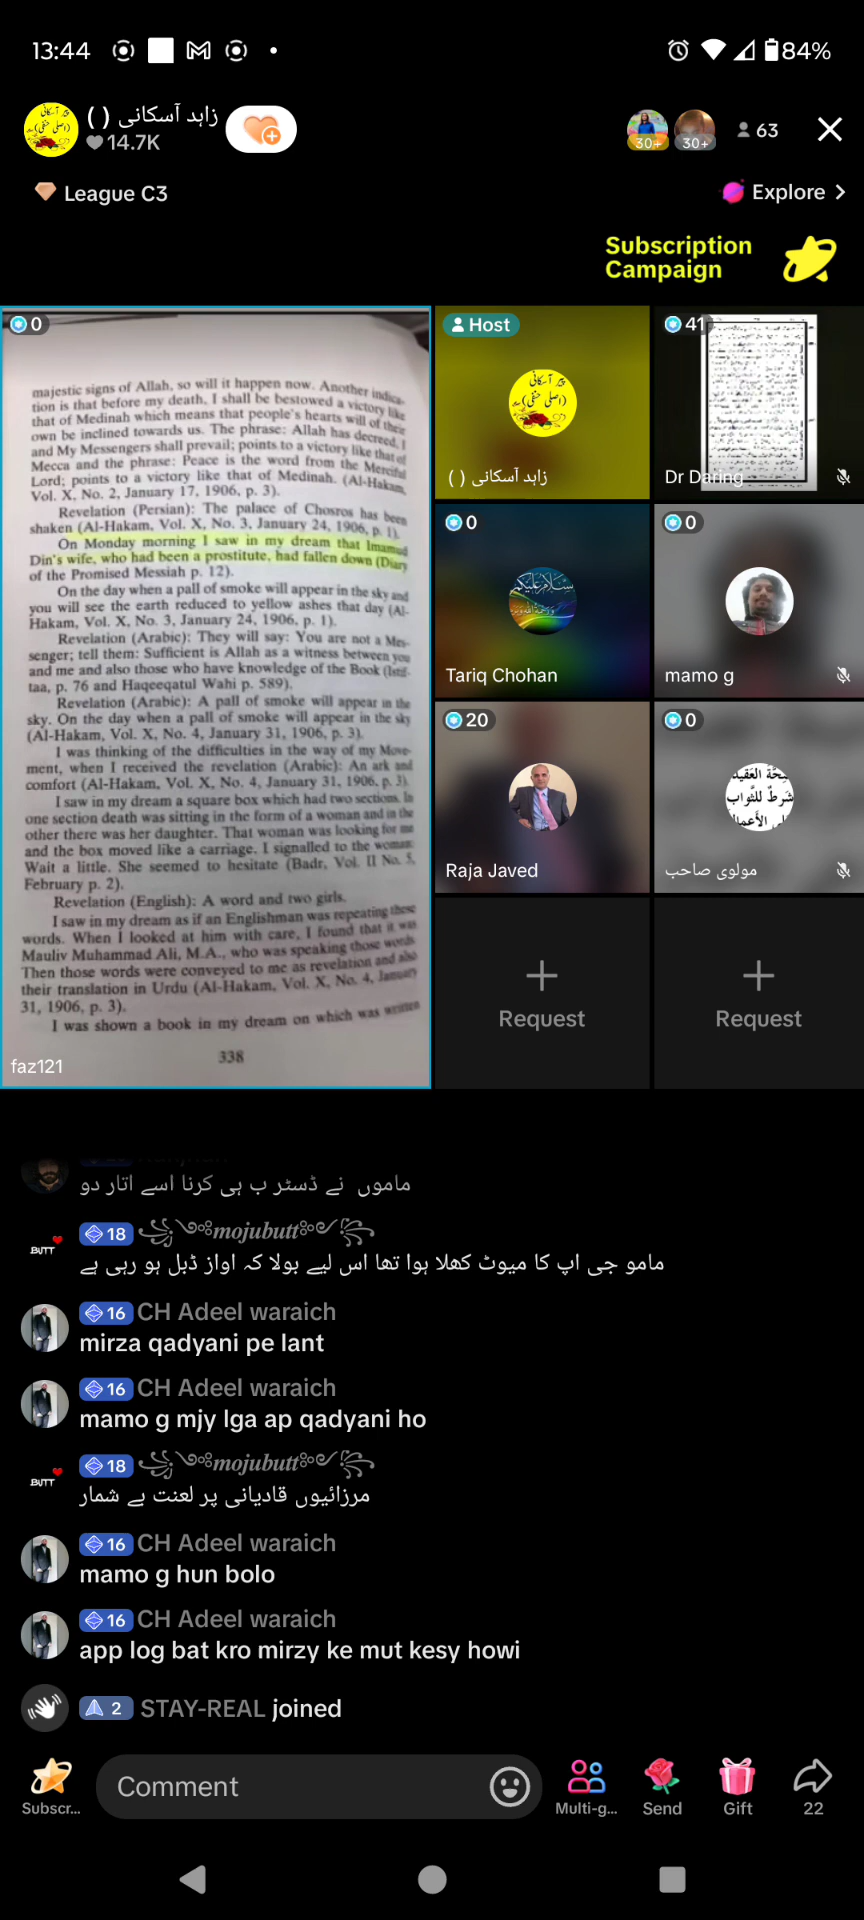 13:44
84%
زاہد آسکانی ( )
14.7K
30+
30+
63
League C3
Explore
Subscription
Campaign
0
majestic signs of Allah, so will it happen now. Another indica-
tion is that before my death, I shall be bestowed a victory like
that of Medinah which means that people's hearts will of their
own be inclined towards us. The phrase: Allah has decreed, I
and My Messengers shall prevail; points to a victory like that of
Mecca and the phrase: Peace is the word from the Merciful
Lord; points to a victory like that of Medinah. (Al-Hakam,
Vol. X, No. 2, January 17, 1906, p. 3).
Revelation (Persian): The palace of Chosros has been
shaken (Al-Hakam, Vol. X, No. 3, January 24, 1906, p. 1).
On Monday morning I saw in my dream that Imamud
Din's wife, who had been a prostitute, had fallen down (Diary
of the Promised Messiah p. 12).
On the day when a pall of smoke will appear in the sky and
you will see the earth reduced to yellow ashes that day (Al-
Hakam, Vol. X, No. 3, January 24, 1906, p. 1).
Revelation (Arabic): They will say: You are not a Mes-
senger; tell them: Sufficient is Allah as a witness between you
and me and also those who have knowledge of the Book (Istif-
taa, p. 76 and Haqeeqatul Wahi p. 589).
Revelation (Arabic): A pall of smoke will appear in the
sky. On the day when a pall of smoke will appear in the sky
(Al-Hakam, Vol. X, No. 4, January 31, 1906, p. 3).
I was thinking of the difficulties in the way of my Move-
ment, when I received the revelation (Arabic): An ark and
comfort (Al-Hakam, Vol. X, No. 4, January 31, 1906, p. 3).
I saw in my dream a square box which had two sections. In
one section death was sitting in the form of a woman and in the
other there was her daughter. That woman was looking for me
and the box moved like a carriage. I signalled to the woman:
Wait a little. She seemed to hesitate (Badr, Vol. II No. 5,
February p. 2).
Revelation (English): A word and two girls.
I saw in my dream as if an Englishman was repeating these
words. When I looked at him with care, I found that it was
Mauliv Muhammad Ali, M.A., who was speaking those words
Then those words were conveyed to me as revelation and also
their translation in Urdu (Al-Hakam, Vol. X, No. 4, January
31, 1906, p. 3).
I was shown a book in my dream on which was written
338
faz121
Host
پیر آسکانی
(اصلی حنفی)
زاہد آسکانی ( )
41
Dr Daring
0
Tariq Chohan
0
mamo g
20
Raja Javed
0
العقيد
شرطٌ للثَّواب
مولوی صاحب
Request
Request
ماموں نے ڈسٹر ب ہی کرنا اسے اتار دو
BUTT
18 mojubutt
مامو جی اپ کا میوٹ کھلا ہوا تھا اس لیے بولا کہ اواز ڈبل ہو رہی ہے
16 CH Adeel waraich
mirza qadyani pe lant
16 CH Adeel waraich
mamo g mjy lga ap qadyani ho
BUTT
18 mojubutt
مرزائیوں قادیانی پر لعنت بے شمار
16 CH Adeel waraich
mamo g hun bolo
16 CH Adeel waraich
app log bat kro mirzy ke mut kesy howi
2 STAY-REAL joined
Subscr...
Comment
Multi-g...
Send
Gift
22